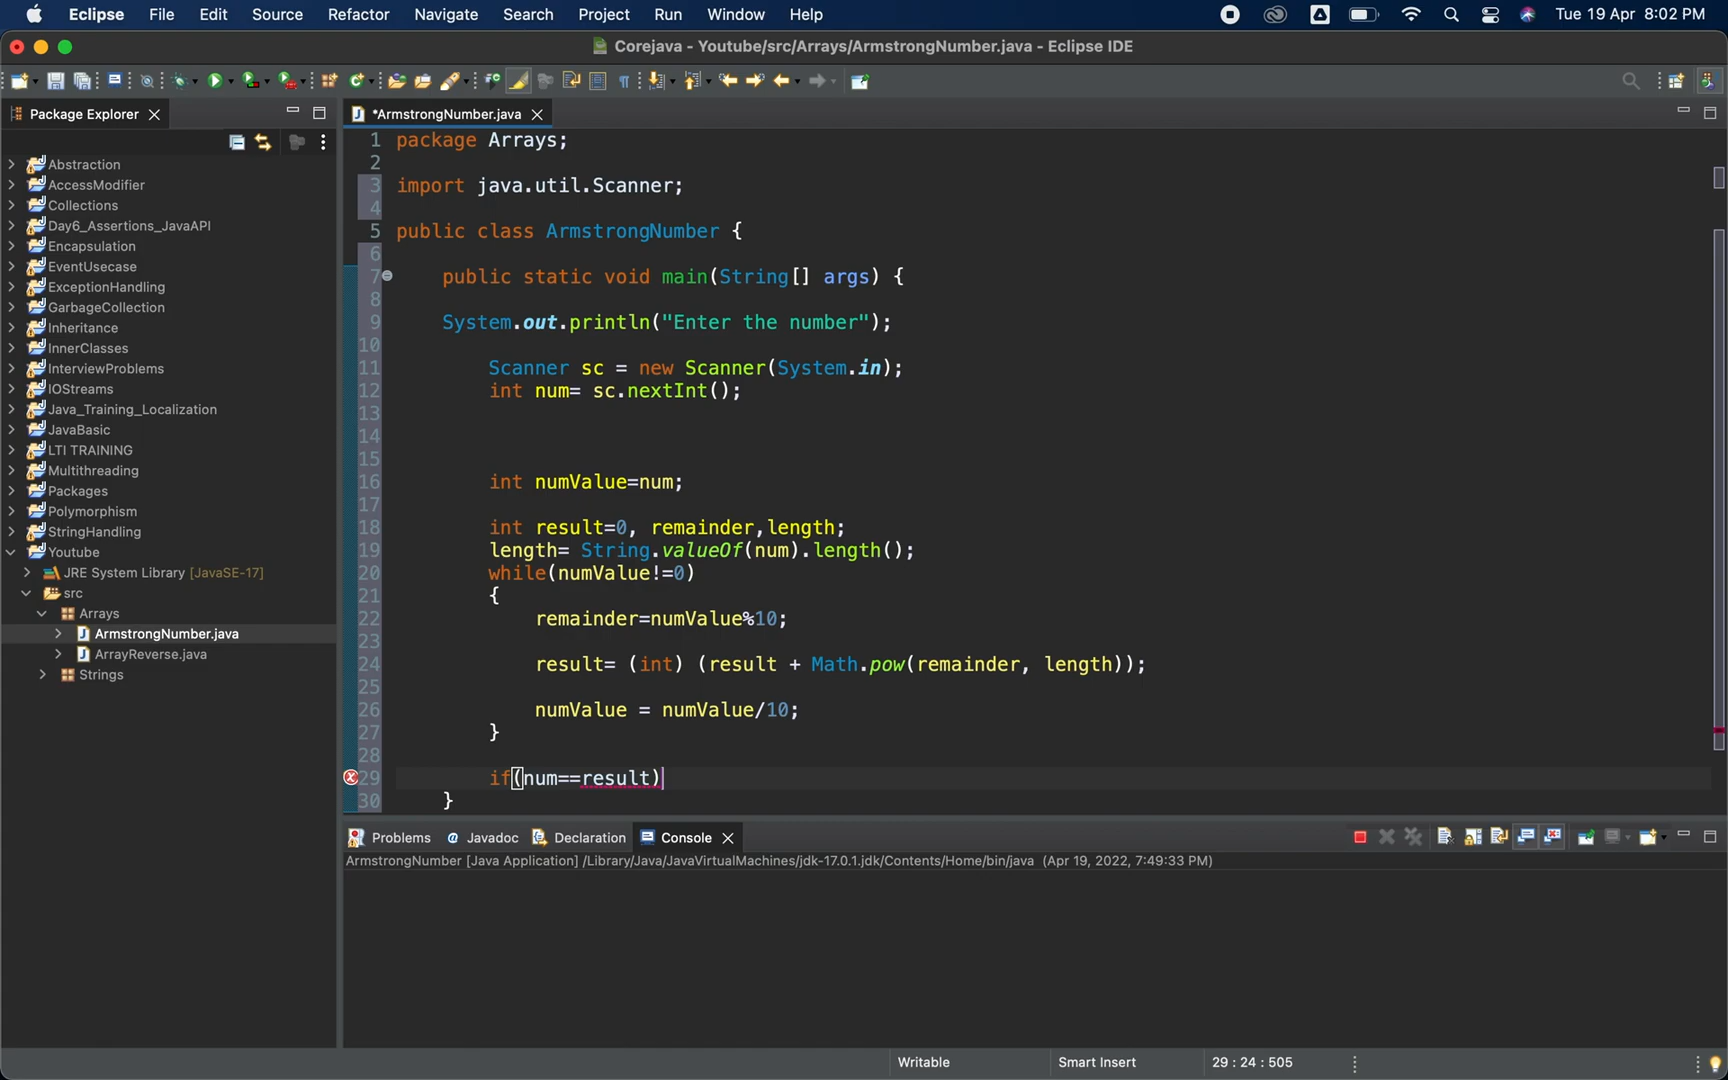 Eclipse File Edit Source Refactor Navigate Search Project Run Window Help Tue 19 Apr 8:02 PM
Corejava - Youtube/src/Arrays/ArmstrongNumber.java - Eclipse IDE
Package Explorer
Abstraction
AccessModifier
Collections
Day6_Assertions_JavaAPI
Encapsulation
EventUsecase
ExceptionHandling
GarbageCollection
Inheritance
InnerClasses
InterviewProblems
IOStreams
Java_Training_Localization
JavaBasic
LTI TRAINING
Multithreading
Packages
Polymorphism
StringHandling
Youtube
JRE System Library [JavaSE-17]
src
Arrays
ArmstrongNumber.java
ArrayReverse.java
Strings
*ArmstrongNumber.java
1 package Arrays;
2
3 import java.util.Scanner;
4
5 public class ArmstrongNumber {
6
7 public static void main(String[] args) {
8
9 System.out.println("Enter the number");
10
11 Scanner sc = new Scanner(System.in);
12 int num= sc.nextInt();
13
14
15
16 int numValue=num;
17
18 int result=0, remainder,length;
19 length= String.valueOf(num).length();
20 while(numValue!=0)
21 {
22 remainder=numValue%10;
23
24 result= (int) (result + Math.pow(remainder, length));
25
26 numValue = numValue/10;
27 }
28
29 if(num==result)
30 }
Problems @ Javadoc Declaration Console
ArmstrongNumber [Java Application] /Library/Java/JavaVirtualMachines/jdk-17.0.1.jdk/Contents/Home/bin/java (Apr 19, 2022, 7:49:33 PM)
Writable Smart Insert 29 : 24 : 505